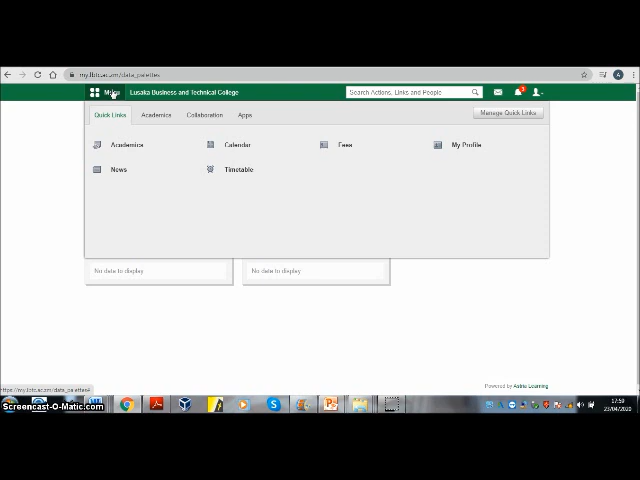 my.lbtc.ac.zm/data_palettes
Menu Lusaka Business and Technical College Search Actions, Links and People
Quick Links Academics Collaboration Apps Manage Quick Links
Academics Calendar Fees My Profile
News Timetable
No data to display No data to display
Powered by Astria Learning
https://my.lbtc.ac.zm/data_palettes#
17:59
23/04/2020
Screencast-O-Matic.com